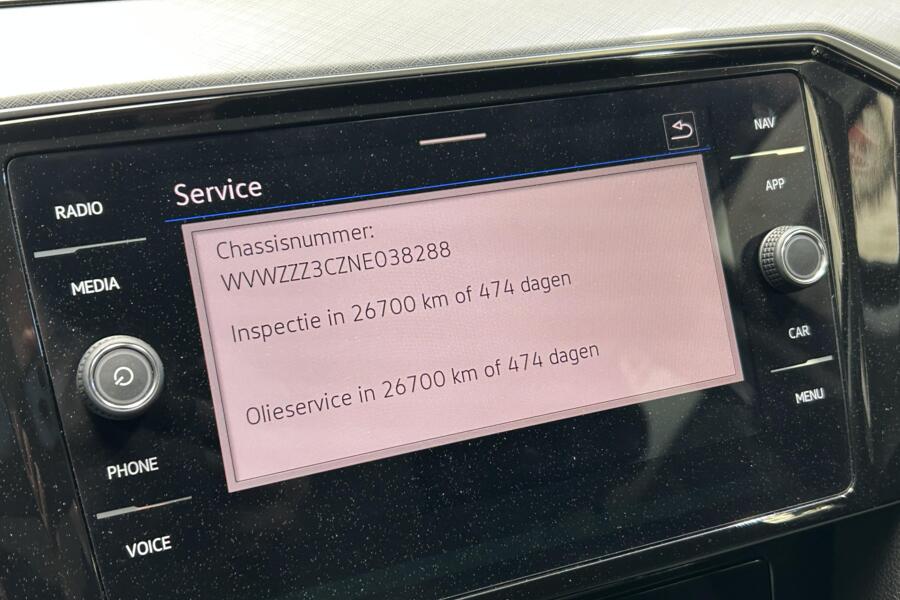 RADIO
MEDIA
PHONE
VOICE
Service
Chassisnummer:
WVWZZZ3CZNE038288
Inspectie in 26700 km of 474 dagen
Olieservice in 26700 km of 474 dagen
NAV
APP
CAR
MENU